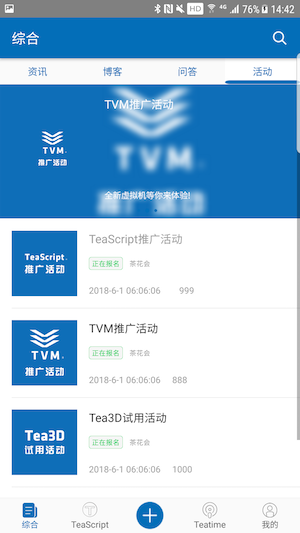 HD 4G 76% 14:42
综合
资讯 博客 问答 活动
TVM推广活动
TVM
推广活动
TVM
全新虚拟机等你来体验!
TeaScript
推广活动
TeaScript推广活动
正在报名 茶花会
2018-6-1 06:06:06 999
TVM
推广活动
TVM推广活动
正在报名 茶花会
2018-6-1 06:06:06 888
Tea3D
试用活动
Tea3D试用活动
正在报名 茶花会
2018-6-1 06:06:06 1000
综合 TeaScript Teatime 我的